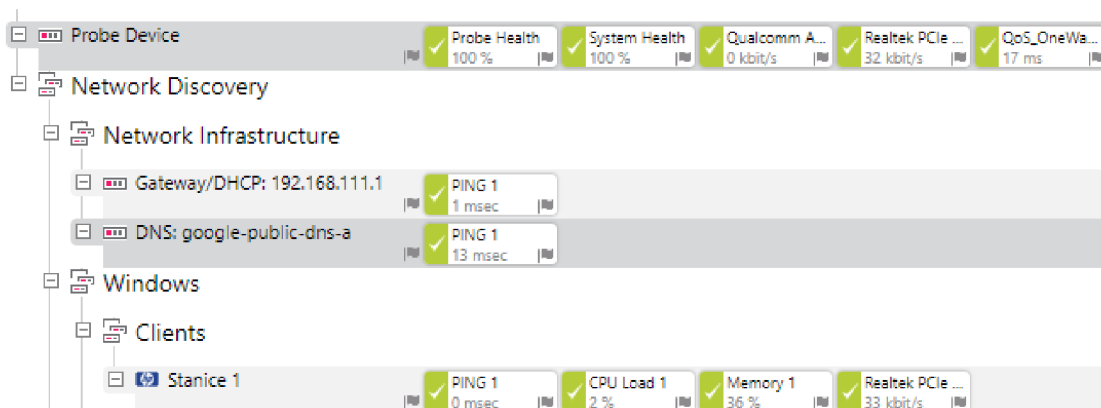 Probe Device
Probe Health
100 %
System Health
100 %
Qualcomm A...
0 kbit/s
Realtek PCIe ...
32 kbit/s
QoS_OneWa...
17 ms
Network Discovery
Network Infrastructure
Gateway/DHCP: 192.168.111.1
PING 1
1 msec
DNS: google-public-dns-a
PING 1
13 msec
Windows
Clients
Stanice 1
PING 1
0 msec
CPU Load 1
2 %
Memory 1
36 %
Realtek PCIe ...
33 kbit/s